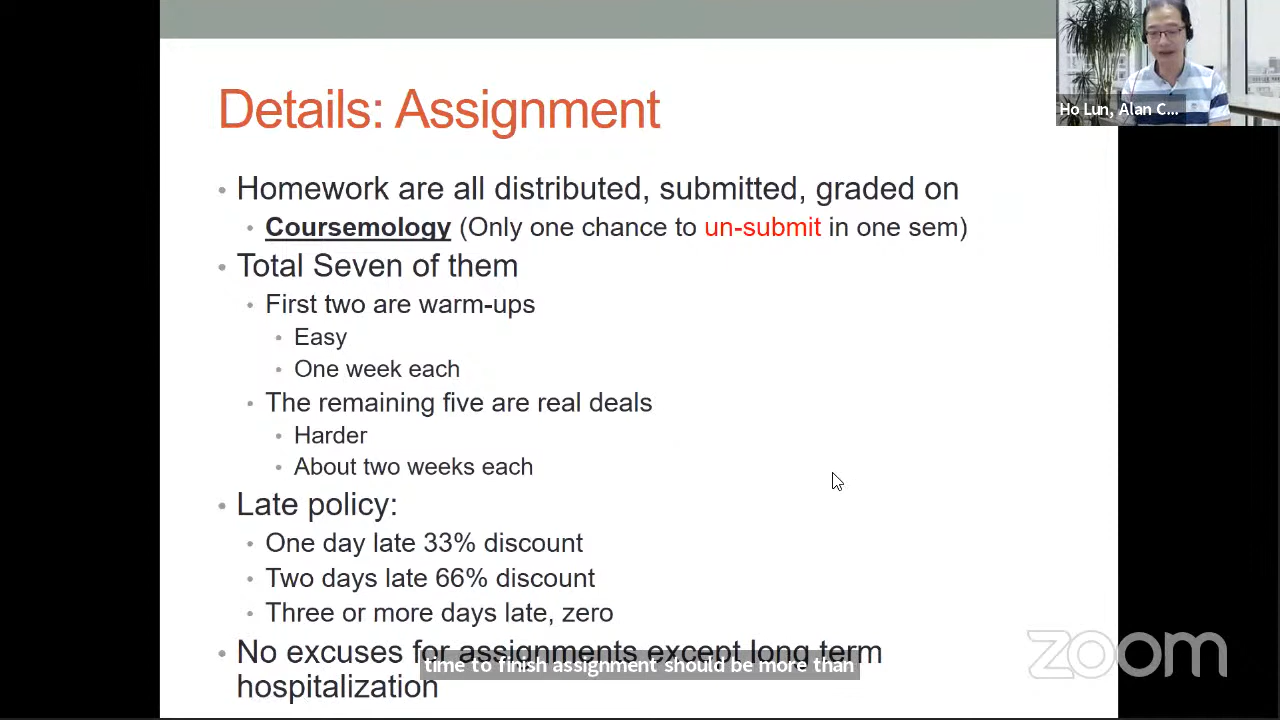 Details: Assignment
Ho Lun, Alan C...
Homework are all distributed, submitted, graded on
Coursemology (Only one chance to un-submit in one sem)
Total Seven of them
First two are warm-ups
Easy
One week each
The remaining five are real deals
Harder
About two weeks each
Late policy:
One day late 33% discount
Two days late 66% discount
Three or more days late, zero
No excuses for assignments except long term
hospitalization
time to finish assignment should be more than
zoom